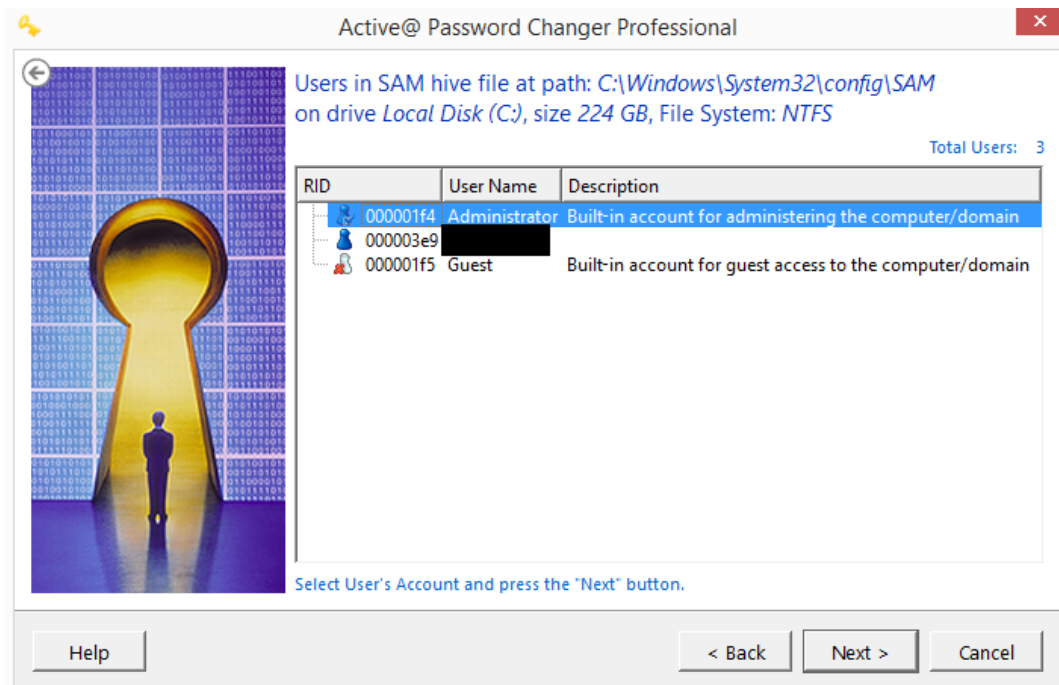 Active@ Password Changer Professional
Users in SAM hive file at path: C:\Windows\System32\config\SAM
on drive Local Disk (C:), size 224 GB, File System: NTFS
Total Users: 3
RID User Name Description
000001f4 Administrator Built-in account for administering the computer/domain
000003e9
000001f5 Guest Built-in account for guest access to the computer/domain
Select User's Account and press the "Next" button.
Help < Back Next > Cancel